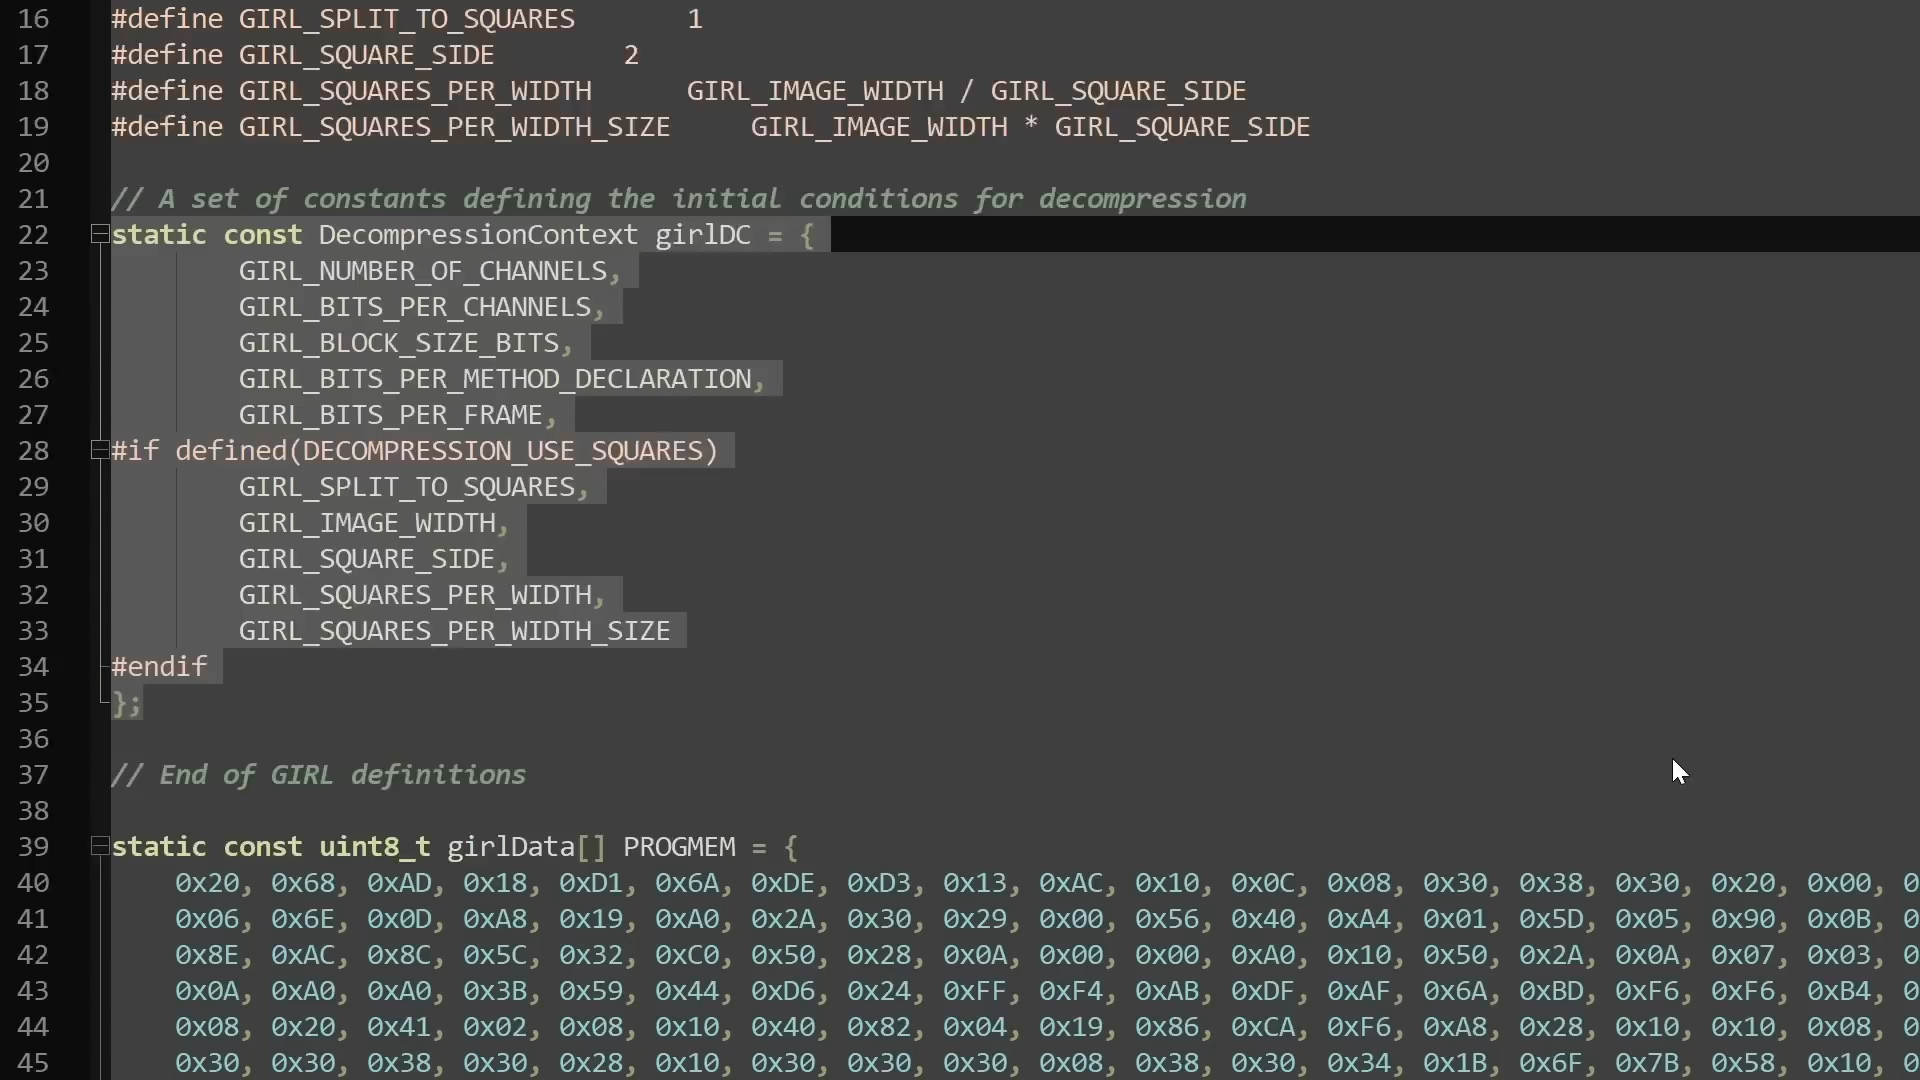 16 #define GIRL_SPLIT_TO_SQUARES 1
17 #define GIRL_SQUARE_SIDE 2
18 #define GIRL_SQUARES_PER_WIDTH GIRL_IMAGE_WIDTH / GIRL_SQUARE_SIDE
19 #define GIRL_SQUARES_PER_WIDTH_SIZE GIRL_IMAGE_WIDTH * GIRL_SQUARE_SIDE
20
21 // A set of constants defining the initial conditions for decompression
22 static const DecompressionContext girlDC = {
23 GIRL_NUMBER_OF_CHANNELS,
24 GIRL_BITS_PER_CHANNELS,
25 GIRL_BLOCK_SIZE_BITS,
26 GIRL_BITS_PER_METHOD_DECLARATION,
27 GIRL_BITS_PER_FRAME,
28 #if defined(DECOMPRESSION_USE_SQUARES)
29 GIRL_SPLIT_TO_SQUARES,
30 GIRL_IMAGE_WIDTH,
31 GIRL_SQUARE_SIDE,
32 GIRL_SQUARES_PER_WIDTH,
33 GIRL_SQUARES_PER_WIDTH_SIZE
34 #endif
35 };
36
37 // End of GIRL definitions
38
39 static const uint8_t girlData[] PROGMEM = {
40 0x20, 0x68, 0xAD, 0x18, 0xD1, 0x6A, 0xDE, 0xD3, 0x13, 0xAC, 0x10, 0x0C, 0x08, 0x30, 0x38, 0x30, 0x20, 0x00, 0
41 0x06, 0x6E, 0x0D, 0xA8, 0x19, 0xA0, 0x2A, 0x30, 0x29, 0x00, 0x56, 0x40, 0xA4, 0x01, 0x5D, 0x05, 0x90, 0x0B, 0
42 0x8E, 0xAC, 0x8C, 0x5C, 0x32, 0xC0, 0x50, 0x28, 0x0A, 0x00, 0x00, 0xA0, 0x10, 0x50, 0x2A, 0x0A, 0x07, 0x03, 0
43 0x0A, 0xA0, 0xA0, 0x3B, 0x59, 0x44, 0xD6, 0x24, 0xFF, 0xF4, 0xAB, 0xDF, 0xAF, 0x6A, 0xBD, 0xF6, 0xF6, 0xB4, 0
44 0x08, 0x20, 0x41, 0x02, 0x08, 0x10, 0x40, 0x82, 0x04, 0x19, 0x86, 0xCA, 0xF6, 0xA8, 0x28, 0x10, 0x10, 0x08, 0
45 0x30, 0x30, 0x38, 0x30, 0x28, 0x10, 0x30, 0x30, 0x30, 0x08, 0x38, 0x30, 0x34, 0x1B, 0x6F, 0x7B, 0x58, 0x10, 0